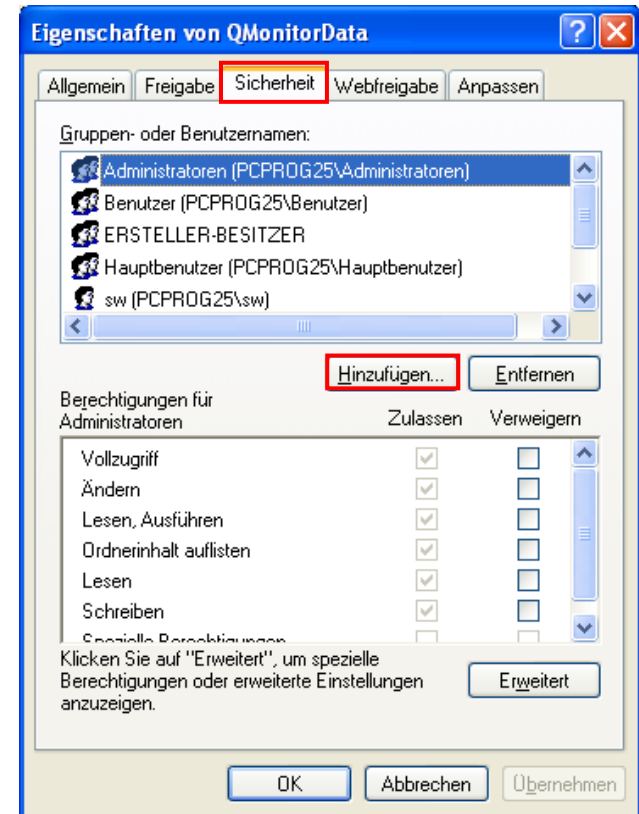 Eigenschaften von QMonitorData
Allgemein Freigabe Sicherheit Webfreigabe Anpassen
Gruppen- oder Benutzernamen:
Administratoren (PCPROG25\Administratoren)
Benutzer (PCPROG25\Benutzer)
ERSTELLER-BESITZER
Hauptbenutzer (PCPROG25\Hauptbenutzer)
sw (PCPROG25\sw)
Hinzufügen... Entfernen
Berechtigungen für
Administratoren Zulassen Verweigern
Vollzugriff
Ändern
Lesen, Ausführen
Ordnerinhalt auflisten
Lesen
Schreiben
Spezielle Berechtigungen
Klicken Sie auf "Erweitert", um spezielle
Berechtigungen oder erweiterte Einstellungen
anzuzeigen.
Erweitert
OK Abbrechen Übernehmen